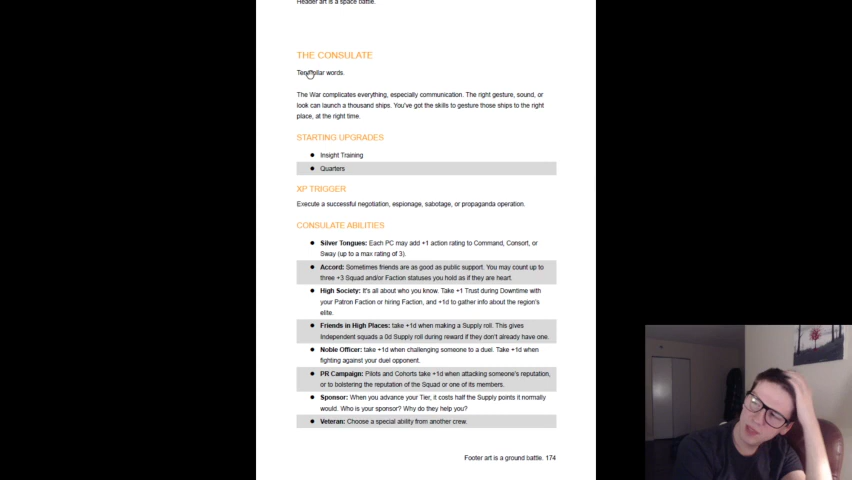 Header art is a space battle.
THE CONSULATE
Ten dollar words.
The War complicates everything, especially communication. The right gesture, sound, or
look can launch a thousand ships. You've got the skills to gesture those ships to the right
place, at the right time.
STARTING UPGRADES
● Insight Training
● Quarters
XP TRIGGER
Execute a successful negotiation, espionage, sabotage, or propaganda operation.
CONSULATE ABILITIES
● Silver Tongues: Each PC may add +1 action rating to Command, Consort, or
Sway (up to a max rating of 3).
● Accord: Sometimes friends are as good as public support. You may count up to
three +3 Squad and/or Faction statuses you hold as if they are heart.
● High Society: It's all about who you know. Take +1 Trust during Downtime with
your Patron Faction or hiring Faction, and +1d to gather info about the region's
elite.
● Friends in High Places: take +1d when making a Supply roll. This gives
Independent squads a 0d Supply roll during reward if they don't already have one.
● Noble Officer: take +1d when challenging someone to a duel. Take +1d when
fighting against your duel opponent.
● PR Campaign: Pilots and Cohorts take +1d when attacking someone's reputation,
or to bolstering the reputation of the Squad or one of its members.
● Sponsor: When you advance your Tier, it costs half the Supply points it normally
would. Who is your sponsor? Why do they help you?
● Veteran: Choose a special ability from another crew.
Footer art is a ground battle. 174